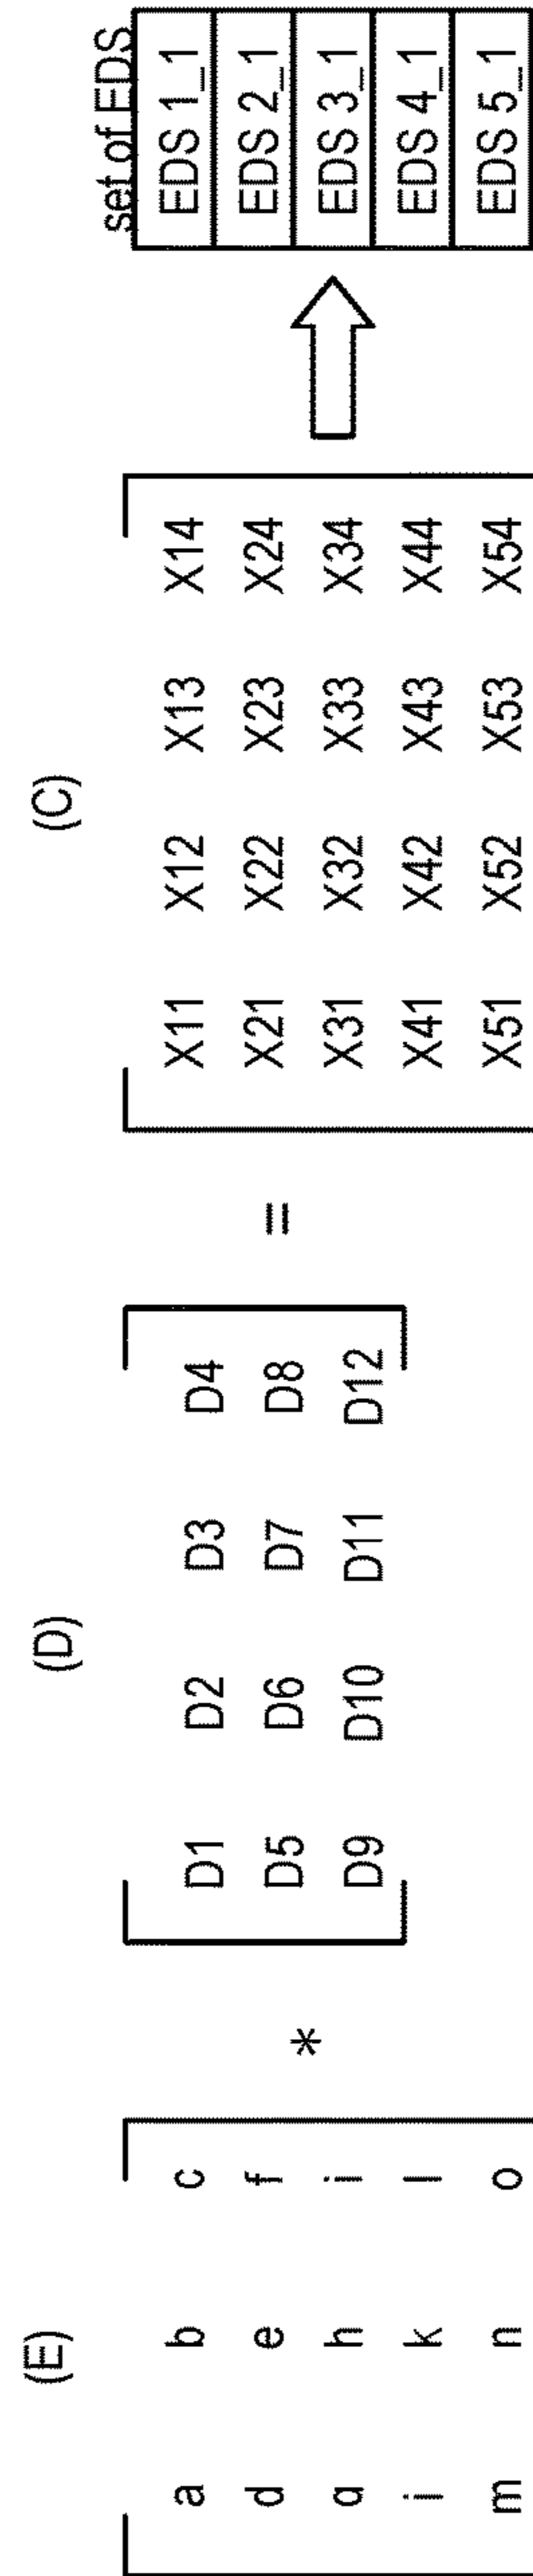 (E) (D) (C) set of EDS
a b c D1 D2 D3 D4 X11 X12 X13 X14 EDS 1_1
d e f * D5 D6 D7 D8 = X21 X22 X23 X24 EDS 2_1
g h i D9 D10 D11 D12 X31 X32 X33 X34 EDS 3_1
j k l X41 X42 X43 X44 EDS 4_1
m n o X51 X52 X53 X54 EDS 5_1